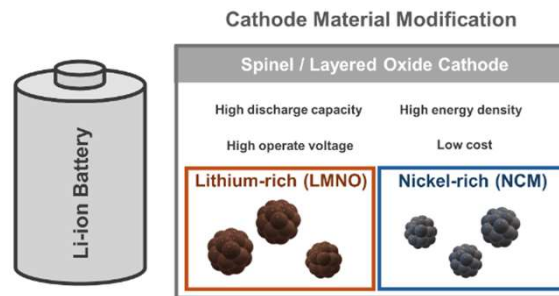 Cathode Material Modification
Li-ion Battery
Spinel / Layered Oxide Cathode
High discharge capacity
High energy density
High operate voltage
Low cost
Lithium-rich (LMNO)
Nickel-rich (NCM)